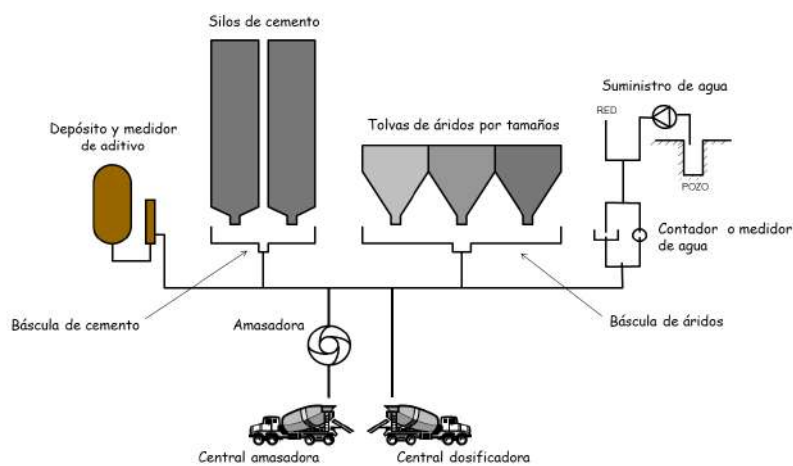 Silos de cemento
Suministro de agua
RED
Depósito y medidor
de aditivo
Tolvas de áridos por tamaños
POZO
Contador o medidor
de agua
Báscula de cemento
Amasadora
Báscula de áridos
Central amasadora
Central dosificadora